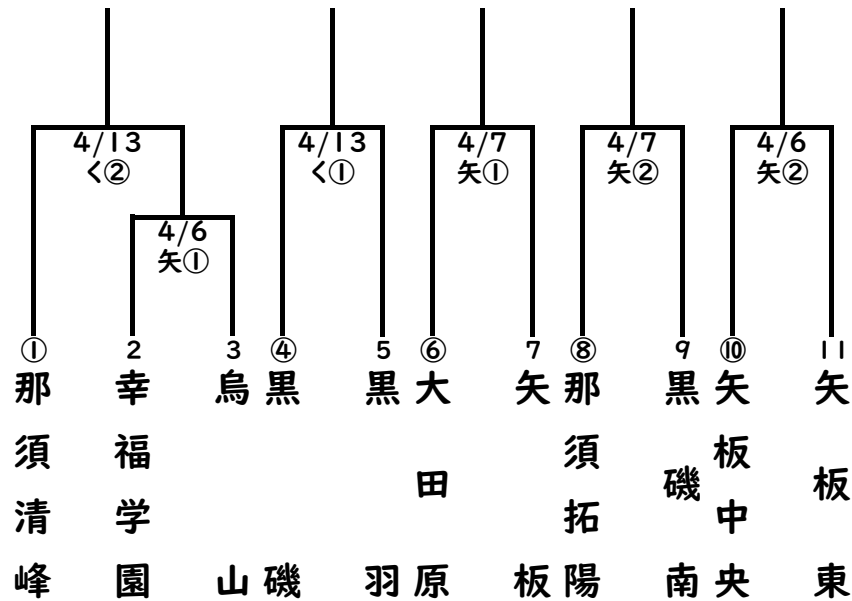 4/13
く②
4/13
く①
4/7
矢①
4/7
矢②
4/6
矢②
4/6
矢①
①
那須清峰
2
幸福学園
3
烏山
④
黒磯
5
黒羽
⑥
大田原
7
矢板
⑧
那須拓陽
9
黒磯南
⑩
矢板中央
11
矢板東